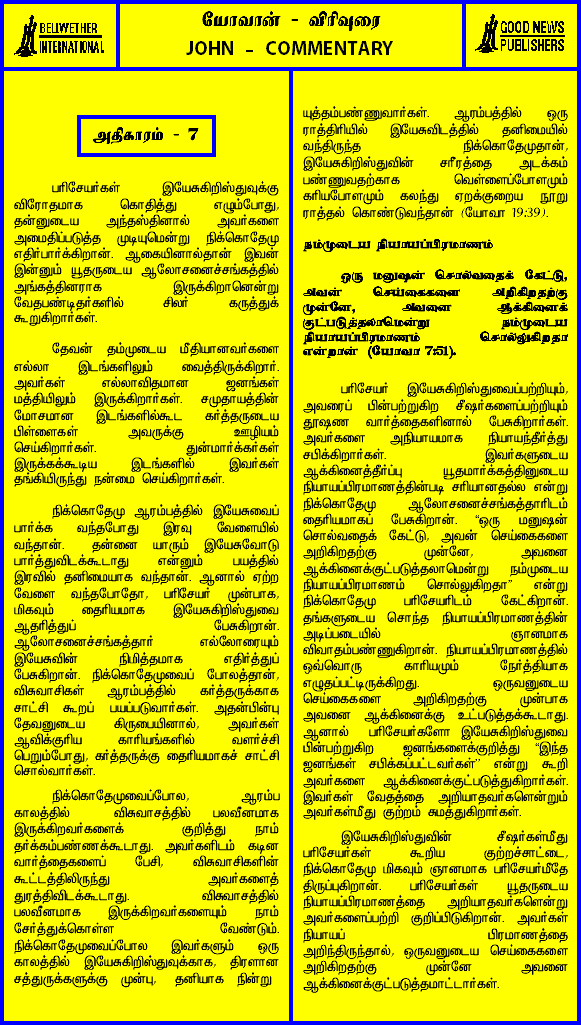 BELWETHER
INTERNATIONAL
யோவான் - விரிவுரை
JOHN - COMMENTARY
GOOD NEWS
PUBLISHERS
அதிகாரம் - 7
பரிசேயர்கள் இயேசுகிறிஸ்துவுக்கு
விரோதமாக கொதித்து எழும்போது,
தன்னுடைய அந்தஸ்தினால் அவர்களை
அமைதிப்படுத்த முடியுமென்று நிக்கொதேமு
எதிர்பார்க்கிறான். ஆகையினால்தான் இவன்
இன்னும் யூதருடைய ஆலோசனைச்சங்கத்தில்
அங்கத்தினராக இருக்கிறானென்று
வேதபண்டிதர்களில் சிலர் கருத்துக்
கூறுகிறார்கள்.
தேவன் தம்முடைய மீதியானவர்களை
எல்லா இடங்களிலும் வைத்திருக்கிறார்.
அவர்கள் எல்லாவிதமான ஜனங்கள்
மத்தியிலும் இருக்கிறார்கள். சமுதாயத்தின்
மோசமான இடங்களில்கூட கர்த்தருடைய
பிள்ளைகள் அவருக்கு ஊழியம்
செய்கிறார்கள். துன்மார்க்கர்கள்
இருக்கக்கூடிய இடங்களில் இவர்கள்
தங்கியிருந்து நன்மை செய்கிறார்கள்.
நிக்கொதேமு ஆரம்பத்தில் இயேசுவைப்
பார்க்க வந்தபோது இரவு வேளையில்
வந்தான். தன்னை யாரும் இயேசுவோடு
பார்த்துவிடக்கூடாது என்னும் பயத்தில்
இரவில் தனிமையாக வந்தான். ஆனால் ஏற்ற
வேளை வந்தபோதோ, பரிசேயர் முன்பாக,
மிகவும் தைரியமாக இயேசுகிறிஸ்துவை
ஆதரித்துப் பேசுகிறான்.
ஆலோசனைச்சங்கத்தார் எல்லோரையும்
இயேசுவின் நிமித்தமாக எதிர்த்துப்
பேசுகிறான். நிக்கொதேமுவைப் போலத்தான்,
விசுவாசிகள் ஆரம்பத்தில் கர்த்தருக்காக
சாட்சி கூறப் பயப்படுவார்கள். அதன்பின்பு
தேவனுடைய கிருபையினால், அவர்கள்
ஆவிக்குரிய காரியங்களில் வளர்ச்சி
பெறும்போது, கர்த்தருக்கு தைரியமாகச் சாட்சி
சொல்வார்கள்.
நிக்கொதேமுவைப்போல, ஆரம்ப
காலத்தில் விசுவாசத்தில் பலவீனமாக
இருக்கிறவர்களைக் குறித்து நாம்
தர்க்கம்பண்ணக்கூடாது. அவர்களிடம் கடின
வார்த்தைகளைப் பேசி, விசுவாசிகளின்
கூட்டத்திலிருந்து அவர்களைத்
துரத்திவிடக்கூடாது. விசுவாசத்தில்
பலவீனமாக இருக்கிறவர்களையும் நாம்
சேர்த்துக்கொள்ள வேண்டும்.
நிக்கொதேமுவைப்போல இவர்களும் ஒரு
காலத்தில் இயேசுகிறிஸ்துவுக்காக, திரளான
சத்துருக்களுக்கு முன்பு, தனியாக நின்று
யுத்தம்பண்ணுவார்கள். ஆரம்பத்தில் ஒரு
ராத்திரியில் இயேசுவிடத்தில் தனிமையில்
வந்திருந்த நிக்கொதேமுதான்,
இயேசுகிறிஸ்துவின் சரீரத்தை அடக்கம்
பண்ணுவதற்காக வெள்ளைப்போளமும்
கரியபோளமும் கலந்து ஏறக்குறைய நூறு
ராத்தல் கொண்டுவந்தான் (யோவா 19:39).
நம்முடைய நியாயப்பிரமாணம்
ஒரு மனுஷன் சொல்வதைக் கேட்டு,
அவன் செய்கைகளை அறிகிறதற்கு
முன்னே, அவனை ஆக்கினைக்
குட்படுத்தலாமென்று நம்முடைய
நியாயப்பிரமாணம் சொல்லுகிறதா
என்றான் (யோவா 7:51).
பரிசேயர் இயேசுகிறிஸ்துவைப்பற்றியும்,
அவரைப் பின்பற்றுகிற சீஷர்களைப்பற்றியும்
தூஷண வார்த்தைகளினால் பேசுகிறார்கள்.
அவர்களை அநியாயமாக நியாயந்தீர்த்து
சபிக்கிறார்கள். இவர்களுடைய
ஆக்கினைத்தீர்ப்பு யூதமார்க்கத்தினுடைய
நியாயப்பிரமாணத்தின்படி சரியானதல்ல என்று
நிக்கொதேமு ஆலோசனைச்சங்கத்தாரிடம்
தைரியமாகப் பேசுகிறான். “ஒரு மனுஷன்
சொல்வதைக் கேட்டு, அவன் செய்கைகளை
அறிகிறதற்கு முன்னே, அவனை
ஆக்கினைக்குட்படுத்தலாமென்று நம்முடைய
நியாயப்பிரமாணம் சொல்லுகிறதா” என்று
நிக்கொதேமு பரிசேயரிடம் கேட்கிறான்.
தங்களுடைய சொந்த நியாயப்பிரமாணத்தின்
அடிப்படையில் ஞானமாக
விவாதம்பண்ணுகிறான். நியாயப்பிரமாணத்தில்
ஒவ்வொரு காரியமும் நேர்த்தியாக
எழுதப்பட்டிருக்கிறது. ஒருவனுடைய
செய்கைகளை அறிகிறதற்கு முன்பாக
அவனை ஆக்கினைக்கு உட்படுத்தக்கூடாது.
ஆனால் பரிசேயர்களோ இயேசுகிறிஸ்துவை
பின்பற்றுகிற ஜனங்களைக்குறித்து “இந்த
ஜனங்கள் சபிக்கப்பட்டவர்கள்” என்று கூறி
அவர்களை ஆக்கினைக்குட்படுத்துகிறார்கள்.
இவர்கள் வேதத்தை அறியாதவர்களென்றும்
அவர்கள்மீது குற்றம் சுமத்துகிறார்கள்.
இயேசுகிறிஸ்துவின் சீஷர்கள்மீது
பரிசேயர்கள் கூறிய குற்றச்சாட்டை,
நிக்கொதேமு மிகவும் ஞானமாக பரிசேயர்மீதே
திருப்புகிறான். பரிசேயர்கள் யூதருடைய
நியாயப்பிரமாணத்தை அறியாதவர்களென்று
அவர்களைப்பற்றி குறிப்பிடுகிறான். அவர்கள்
நியாயப் பிரமாணத்தை
அறிந்திருந்தால், ஒருவனுடைய செய்கைகளை
அறிகிறதற்கு முன்னே அவனை
ஆக்கினைக்குட்படுத்தமாட்டார்கள்.